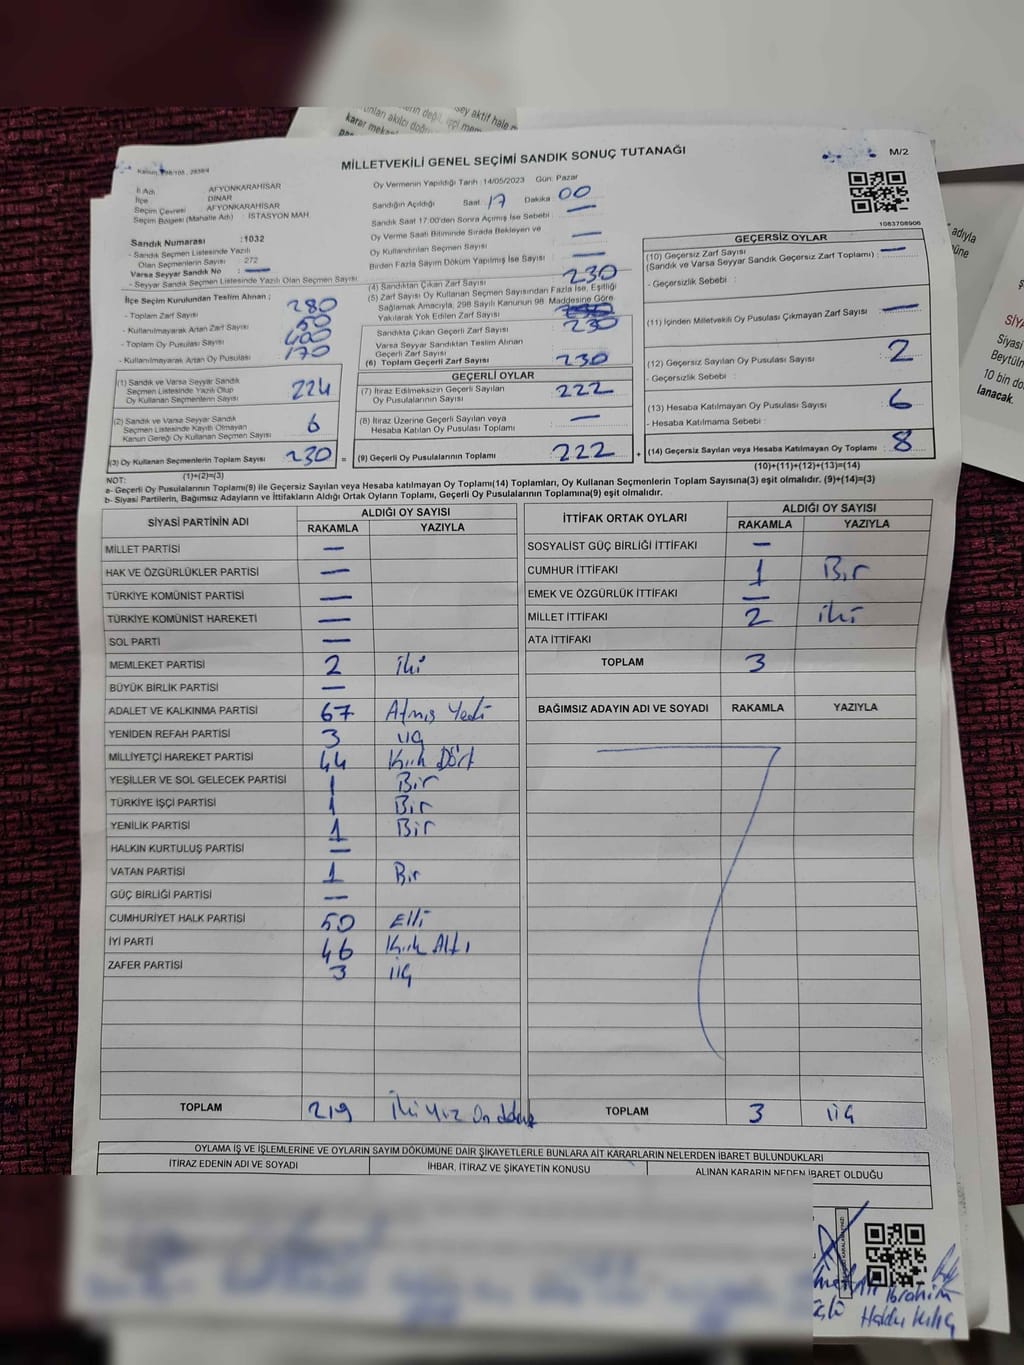 MİLLETVEKİLİ GENEL SEÇİMİ SANDIK SONUÇ TUTANAĞI
M/2
1083708906
İl Adı AFYONKARAHİSAR
İlçe DİNAR
Seçim Çevresi AFYONKARAHİSAR
Seçim Bölgesi (Mahalle Adı) : İSTASYON MAH
Sandık Numarası : 1032
- Sandık Seçmen Listesinde Yazılı
Olan Seçmenlerin Sayısı 272
Varsa Seyyar Sandık No : —
- Seyyar Sandık Seçmen Listesinde Yazılı Olan Seçmen Sayısı
İlçe Seçim Kurulundan Teslim Alınan ;
- Toplam Zarf Sayısı 280
- Kullanılmayarak Artan Zarf Sayısı 50
- Toplam Oy Pusulası Sayısı 400
- Kullanılmayarak Artan Oy Pusulası 170
(1) Sandık ve Varsa Seyyar Sandık
Seçmen Listesinde Yazılı Olup
Oy Kullanan Seçmenlerin Sayısı 224
(2) Sandık ve Varsa Seyyar Sandık
Seçmen Listesinde Kayıtlı Olmayan
Kanun Gereği Oy Kullanan Seçmen Sayısı 6
(3) Oy Kullanan Seçmenlerin Toplam Sayısı 230 =
(1)+(2)=(3)
Oy Vermenin Yapıldığı Tarih : 14/05/2023 Gün: Pazar
Sandığın Açıldığı Saat 17 Dakika 00
Sandık Saat 17:00'den Sonra Açılmış İse Sebebi : —
Oy Verme Saati Bitiminde Sırada Bekleyen ve
Oy Kullandırılan Seçmen Sayısı —
Birden Fazla Sayım Döküm Yapılmış İse Sayısı —
(4) Sandıktan Çıkan Zarf Sayısı 230
(5) Zarf Sayısı Oy Kullanan Seçmen Sayısından Fazla İse, Eşitliği
Sağlamak Amacıyla, 298 Sayılı Kanunun 98. Maddesine Göre
Yakılarak Yok Edilen Zarf Sayısı
Sandıkta Çıkan Geçerli Zarf Sayısı 230
Varsa Seyyar Sandıktan Teslim Alınan
Geçerli Zarf Sayısı
(6) Toplam Geçerli Zarf Sayısı 230
GEÇERLİ OYLAR
(7) İtiraz Edilmeksizin Geçerli Sayılan
Oy Pusulalarının Sayısı 222
(8) İtiraz Üzerine Geçerli Sayılan veya
Hesaba Katılan Oy Pusulası Toplamı —
(9) Geçerli Oy Pusulalarının Toplamı 222 +
GEÇERSİZ OYLAR
(10) Geçersiz Zarf Sayısı —
(Sandık ve Varsa Seyyar Sandık Geçersiz Zarf Toplamı)
- Geçersizlik Sebebi :
(11) İçinden Milletvekili Oy Pusulası Çıkmayan Zarf Sayısı —
(12) Geçersiz Sayılan Oy Pusulası Sayısı 2
- Geçersizlik Sebebi :
(13) Hesaba Katılmayan Oy Pusulası Sayısı 6
- Hesaba Katılmama Sebebi :
(14) Geçersiz Sayılan veya Hesaba Katılmayan Oy Toplamı : 8
(10)+(11)+(12)+(13)=(14)
NOT:
a- Geçerli Oy Pusulalarının Toplamı(9) ile Geçersiz Sayılan veya Hesaba katılmayan Oy Toplamı(14) Toplamları, Oy Kullanan Seçmenlerin Toplam Sayısına(3) eşit olmalıdır. (9)+(14)=(3)
b- Siyasi Partilerin, Bağımsız Adayların ve İttifakların Aldığı Ortak Oyların Toplamı, Geçerli Oy Pusulalarının Toplamına(9) eşit olmalıdır.
SİYASİ PARTİNİN ADI ALDIĞI OY SAYISI
RAKAMLA YAZIYLA
MİLLET PARTİSİ —
HAK VE ÖZGÜRLÜKLER PARTİSİ —
TÜRKİYE KOMÜNİST PARTİSİ —
TÜRKİYE KOMÜNİST HAREKETİ —
SOL PARTİ —
MEMLEKET PARTİSİ 2 iki
BÜYÜK BİRLİK PARTİSİ —
ADALET VE KALKINMA PARTİSİ 67 Atmış Yedi
YENİDEN REFAH PARTİSİ 3 üç
MİLLİYETÇİ HAREKET PARTİSİ 44 Kırk Dört
YEŞİLLER VE SOL GELECEK PARTİSİ 1 Bir
TÜRKİYE İŞÇİ PARTİSİ 1 Bir
YENİLİK PARTİSİ 1 Bir
HALKIN KURTULUŞ PARTİSİ —
VATAN PARTİSİ 1 Bir
GÜÇ BİRLİĞİ PARTİSİ —
CUMHURİYET HALK PARTİSİ 50 Elli
İYİ PARTİ 46 Kırk Altı
ZAFER PARTİSİ 3 üç
TOPLAM 219 İkiyüz ondokuz
İTTİFAK ORTAK OYLARI ALDIĞI OY SAYISI
RAKAMLA YAZIYLA
SOSYALİST GÜÇ BİRLİĞİ İTTİFAKI —
CUMHUR İTTİFAKI 1 Bir
EMEK VE ÖZGÜRLÜK İTTİFAKI —
MİLLET İTTİFAKI 2 iki
ATA İTTİFAKI
TOPLAM 3
BAĞIMSIZ ADAYIN ADI VE SOYADI RAKAMLA YAZIYLA
TOPLAM 3 üç
OYLAMA İŞ VE İŞLEMLERİNE VE OYLARIN SAYIM DÖKÜMÜNE DAİR ŞİKAYETLERLE BUNLARA AİT KARARLARIN NELERDEN İBARET BULUNDUKLARI
İTİRAZ EDENİN ADI VE SOYADI İHBAR, İTİRAZ VE ŞİKAYETİN KONUSU ALINAN KARARIN NEDEN İBARET OLDUĞU
İbrahim
Hakkı Kılıç
karar
adıyla
Siyasi
Beytülm
10 bin do
lanacak.